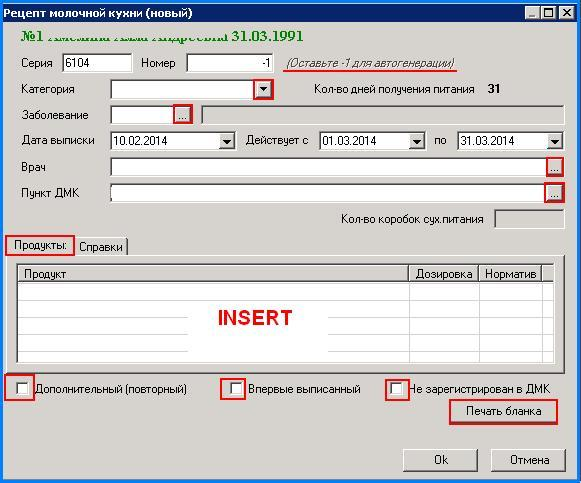 Рецепт молочной кухни (новый)
№1 Амелина Алла Андреевна 31.03.1991
Серия 6104 Номер -1 (Оставьте -1 для автогенерации)
Категория Кол-во дней получения питания 31
Заболевание ...
Дата выписки 10.02.2014 Действует с 01.03.2014 по 31.03.2014
Врач ...
Пункт ДМК ...
Кол-во коробок сух.питания
Продукты: Справки
Продукт Дозировка Норматив
INSERT
Дополнительный (повторный) Впервые выписанный Не зарегистрирован в ДМК
Печать бланка
Ok Отмена